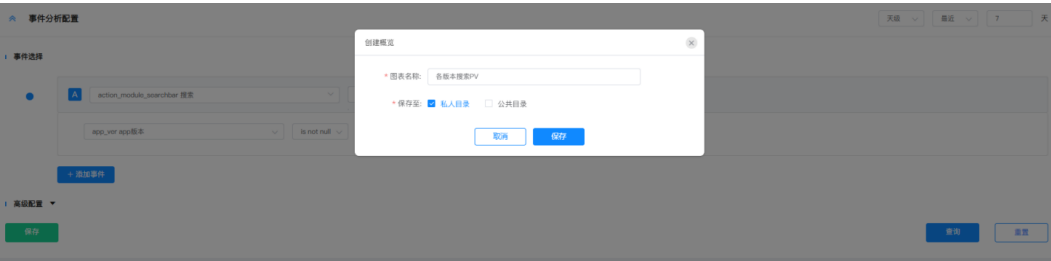 事件分析配置
天级
最近
7
天
创建概览
事件选择
* 图表名称: 各版本搜索PV
A action_module_searchbar 搜索
* 保存至: 私人目录 公共目录
app_ver app版本
is not null
取消 保存
+ 添加事件
高级配置
保存
查询
重置